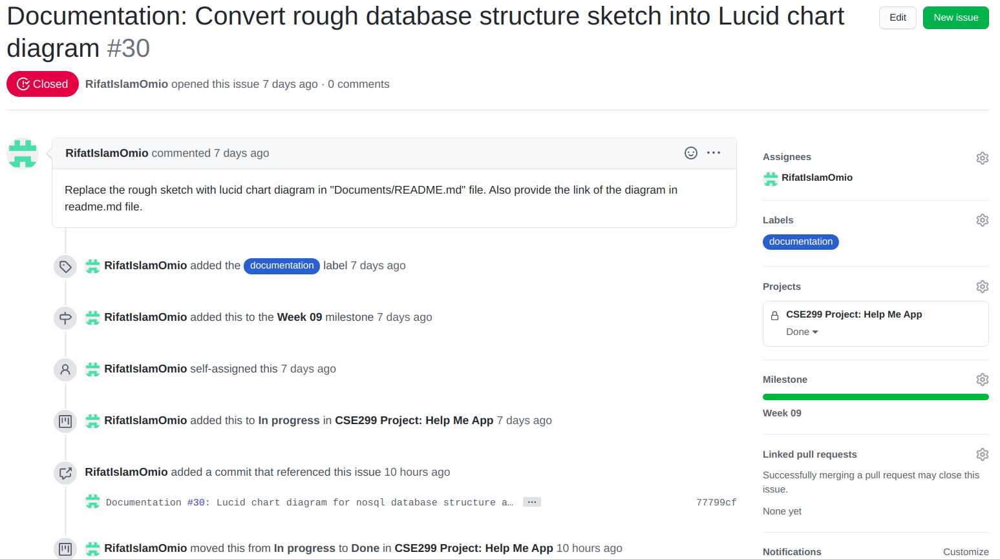 Documentation: Convert rough database structure sketch into Lucid chart
diagram #30
Edit
New issue
Closed
RifatIslamOmio opened this issue 7 days ago · 0 comments
RifatIslamOmio commented 7 days ago
Replace the rough sketch with lucid chart diagram in "Documents/README.md" file. Also provide the link of the diagram in
readme.md file.
RifatIslamOmio added the documentation label 7 days ago
RifatIslamOmio added this to the Week 09 milestone 7 days ago
RifatIslamOmio self-assigned this 7 days ago
RifatIslamOmio added this to In progress in CSE299 Project: Help Me App 7 days ago
RifatIslamOmio added a commit that referenced this issue 10 hours ago
Documentation #30: Lucid chart diagram for nosql database structure a… ... 77799cf
RifatIslamOmio moved this from In progress to Done in CSE299 Project: Help Me App 10 hours ago
Assignees
RifatIslamOmio
Labels
documentation
Projects
CSE299 Project: Help Me App
Done
Milestone
Week 09
Linked pull requests
Successfully merging a pull request may close this
issue.
None yet
Notifications
Customize